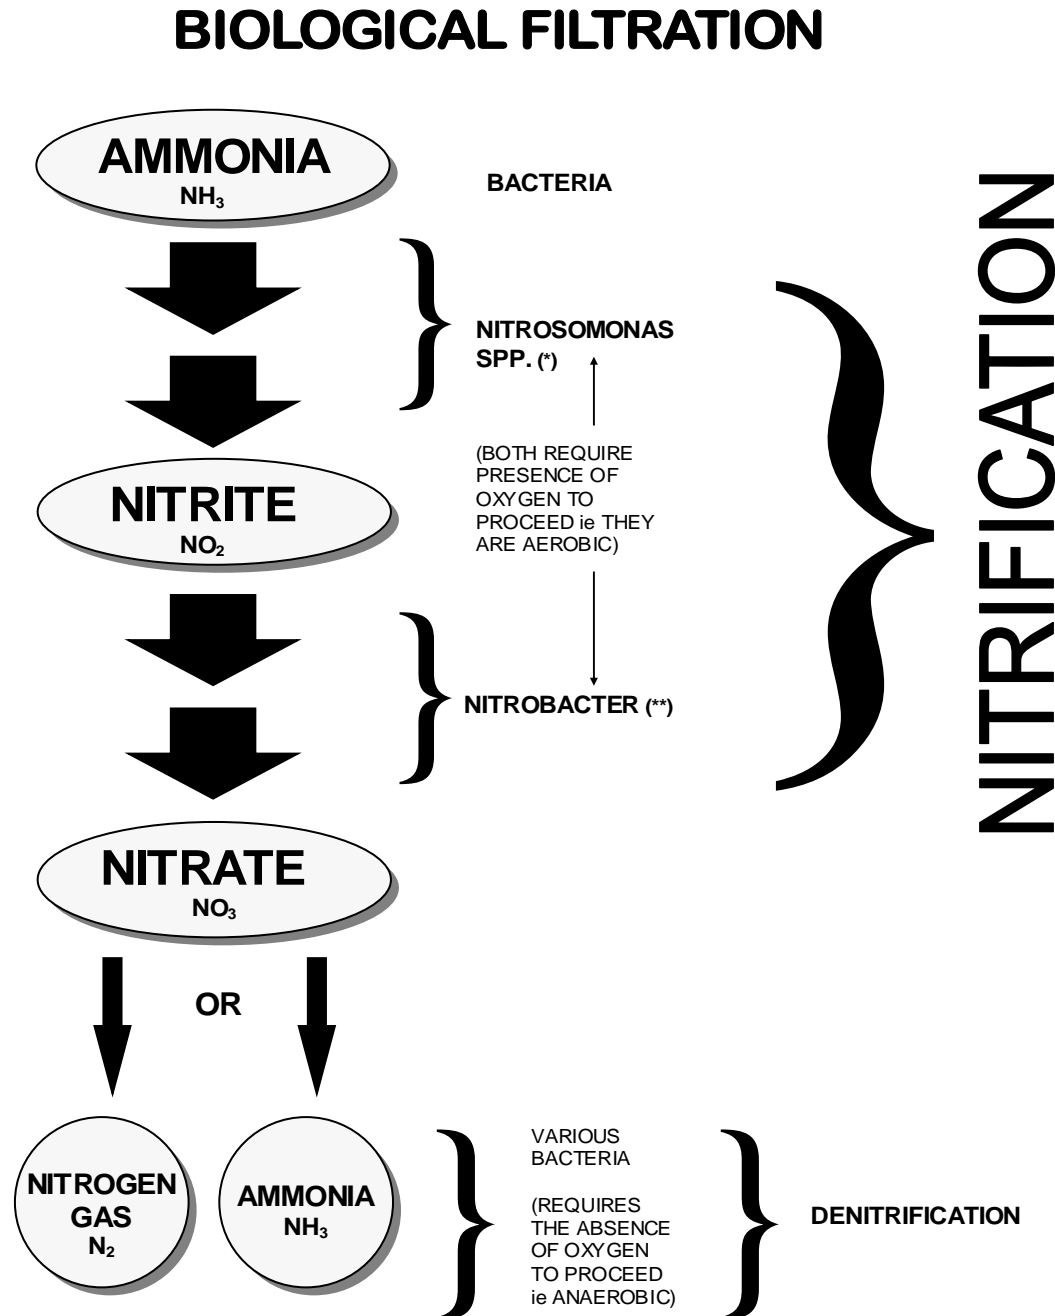 BIOLOGICAL FILTRATION
AMMONIA
NH₃
BACTERIA
NITROSOMONAS
SPP. (*)
(BOTH REQUIRE
PRESENCE OF
OXYGEN TO
PROCEED ie THEY
ARE AEROBIC)
NITRITE
NO₂
NITROBACTER (**)
NITRIFICATION
NITRATE
NO₃
OR
NITROGEN
GAS
N₂
AMMONIA
NH₃
VARIOUS
BACTERIA
(REQUIRES
THE ABSENCE
OF OXYGEN
TO PROCEED
ie ANAEROBIC)
DENITRIFICATION